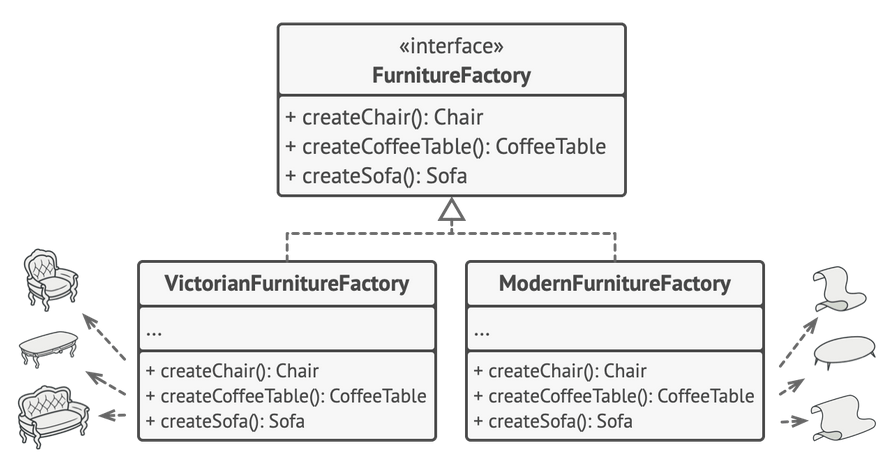 «interface»
FurnitureFactory
+ createChair(): Chair
+ createCoffeeTable(): CoffeeTable
+ createSofa(): Sofa
VictorianFurnitureFactory
...
+ createChair(): Chair
+ createCoffeeTable(): CoffeeTable
+ createSofa(): Sofa
ModernFurnitureFactory
...
+ createChair(): Chair
+ createCoffeeTable(): CoffeeTable
+ createSofa(): Sofa